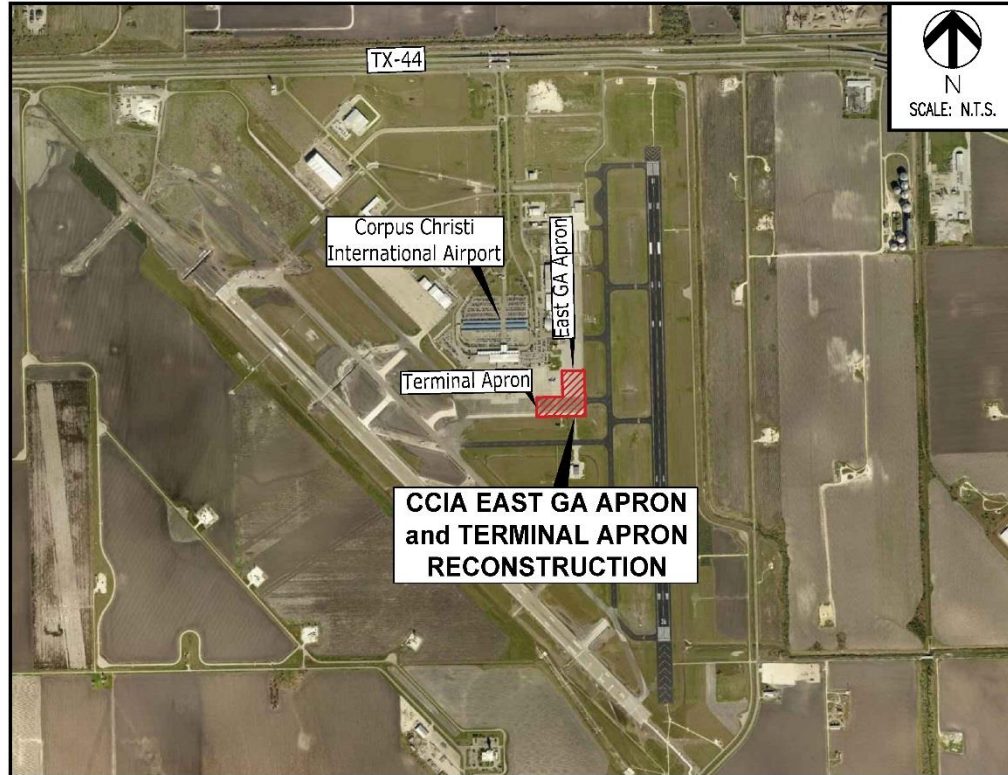 TX-44
N
SCALE: N.T.S.
Corpus Christi
International Airport
East GA Apron
Terminal Apron
CCIA EAST GA APRON
and TERMINAL APRON
RECONSTRUCTION